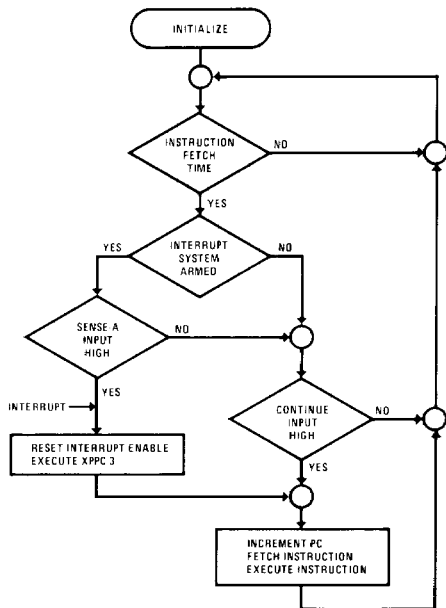 INITIALIZE
INSTRUCTION
FETCH
TIME
NO
YES
YES
INTERRUPT
SYSTEM
ARMED
NO
SENSE-A
INPUT
HIGH
NO
YES
INTERRUPT
CONTINUE
INPUT
HIGH
NO
RESET INTERRUPT ENABLE
EXECUTE XPPC 3
YES
INCREMENT PC
FETCH INSTRUCTION
EXECUTE INSTRUCTION